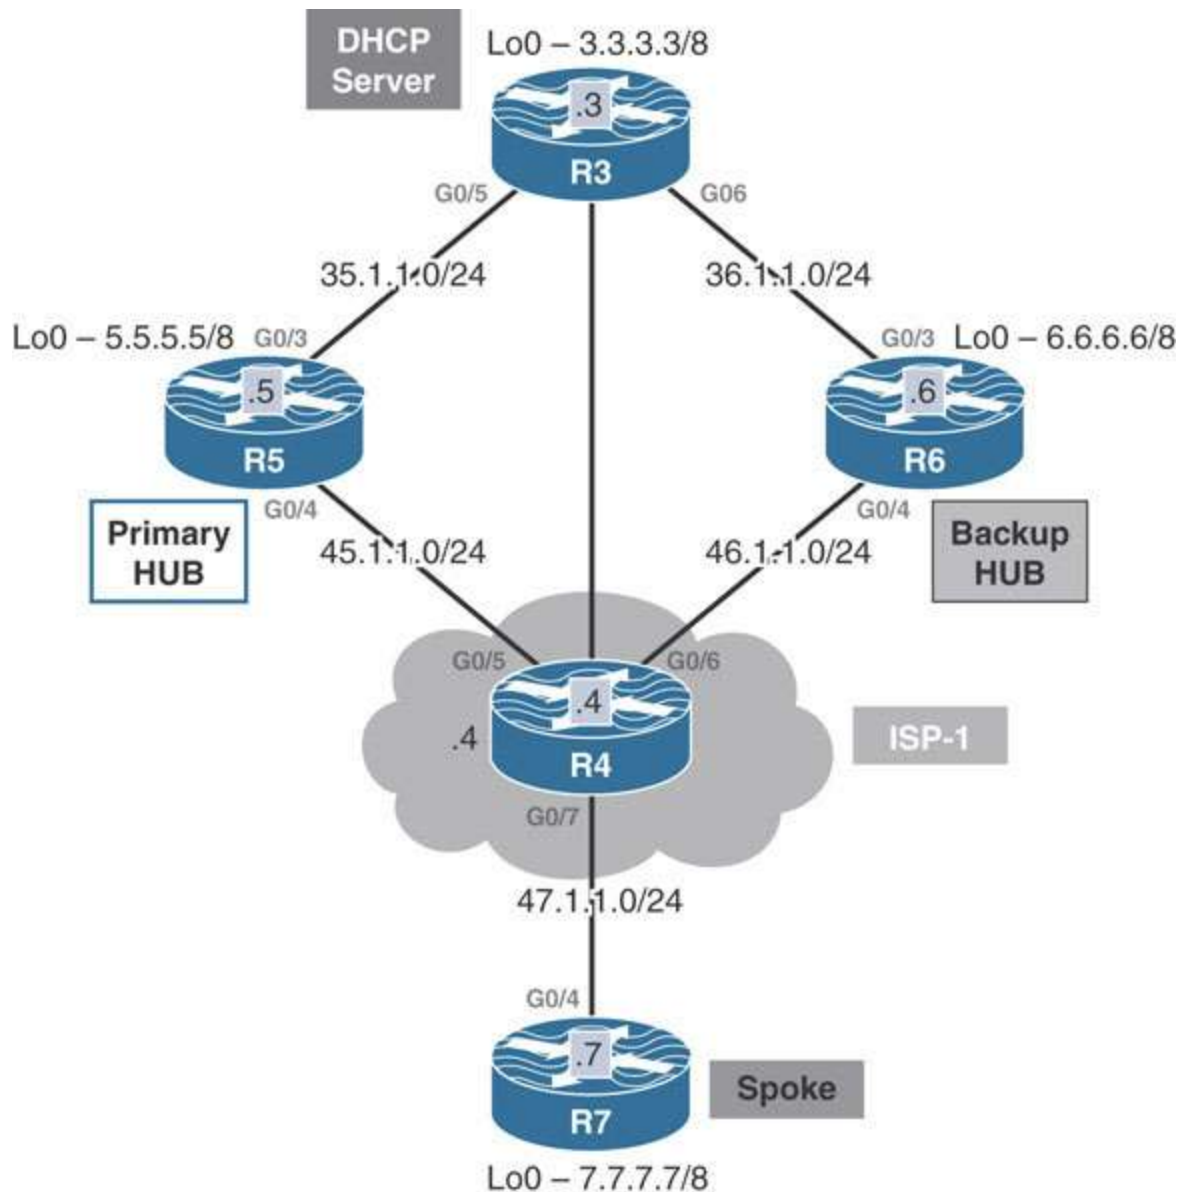 DHCP
Server
Lo0 – 3.3.3.3/8
.3
R3
G0/5
G06
35.1.1.0/24
36.1.1.0/24
Lo0 – 5.5.5.5/8
G0/3
G0/3
Lo0 – 6.6.6.6/8
.5
.6
R5
R6
G0/4
G0/4
Primary
HUB
Backup
HUB
45.1.1.0/24
46.1.1.0/24
G0/5
G0/6
.4
.4
ISP-1
R4
G0/7
47.1.1.0/24
G0/4
.7
Spoke
R7
Lo0 – 7.7.7.7/8